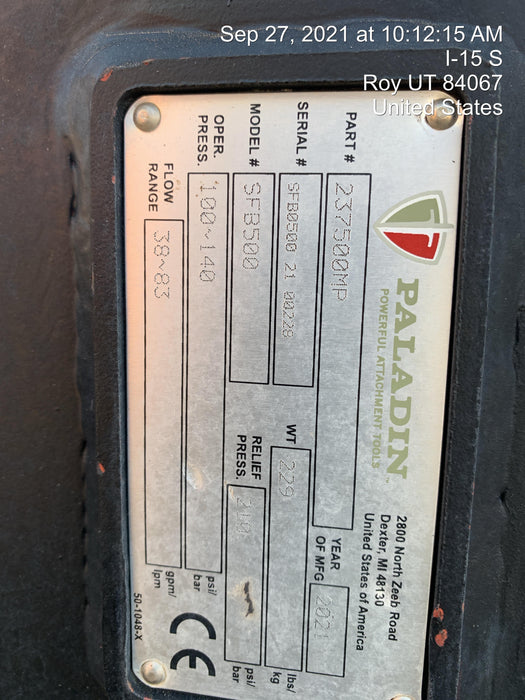 Sep 27, 2021 at 10:12:15 AM
I-15 S
Roy UT 84067
United States
PALADIN™
POWERFUL ATTACHMENT TOOLS
2800 North Zeeb Road
Dexter, MI 48130
United States of America
PART # 237500MP YEAR OF MFG 2021
SERIAL # SFB0500 21 00228 WT 229 lbs/ kg
MODEL # SFB500 RELIEF PRESS. 210 psi/ bar
OPER. PRESS. 100~140 psi/ bar
FLOW RANGE 38~83 gpm/ lpm
CE
50-1048-X